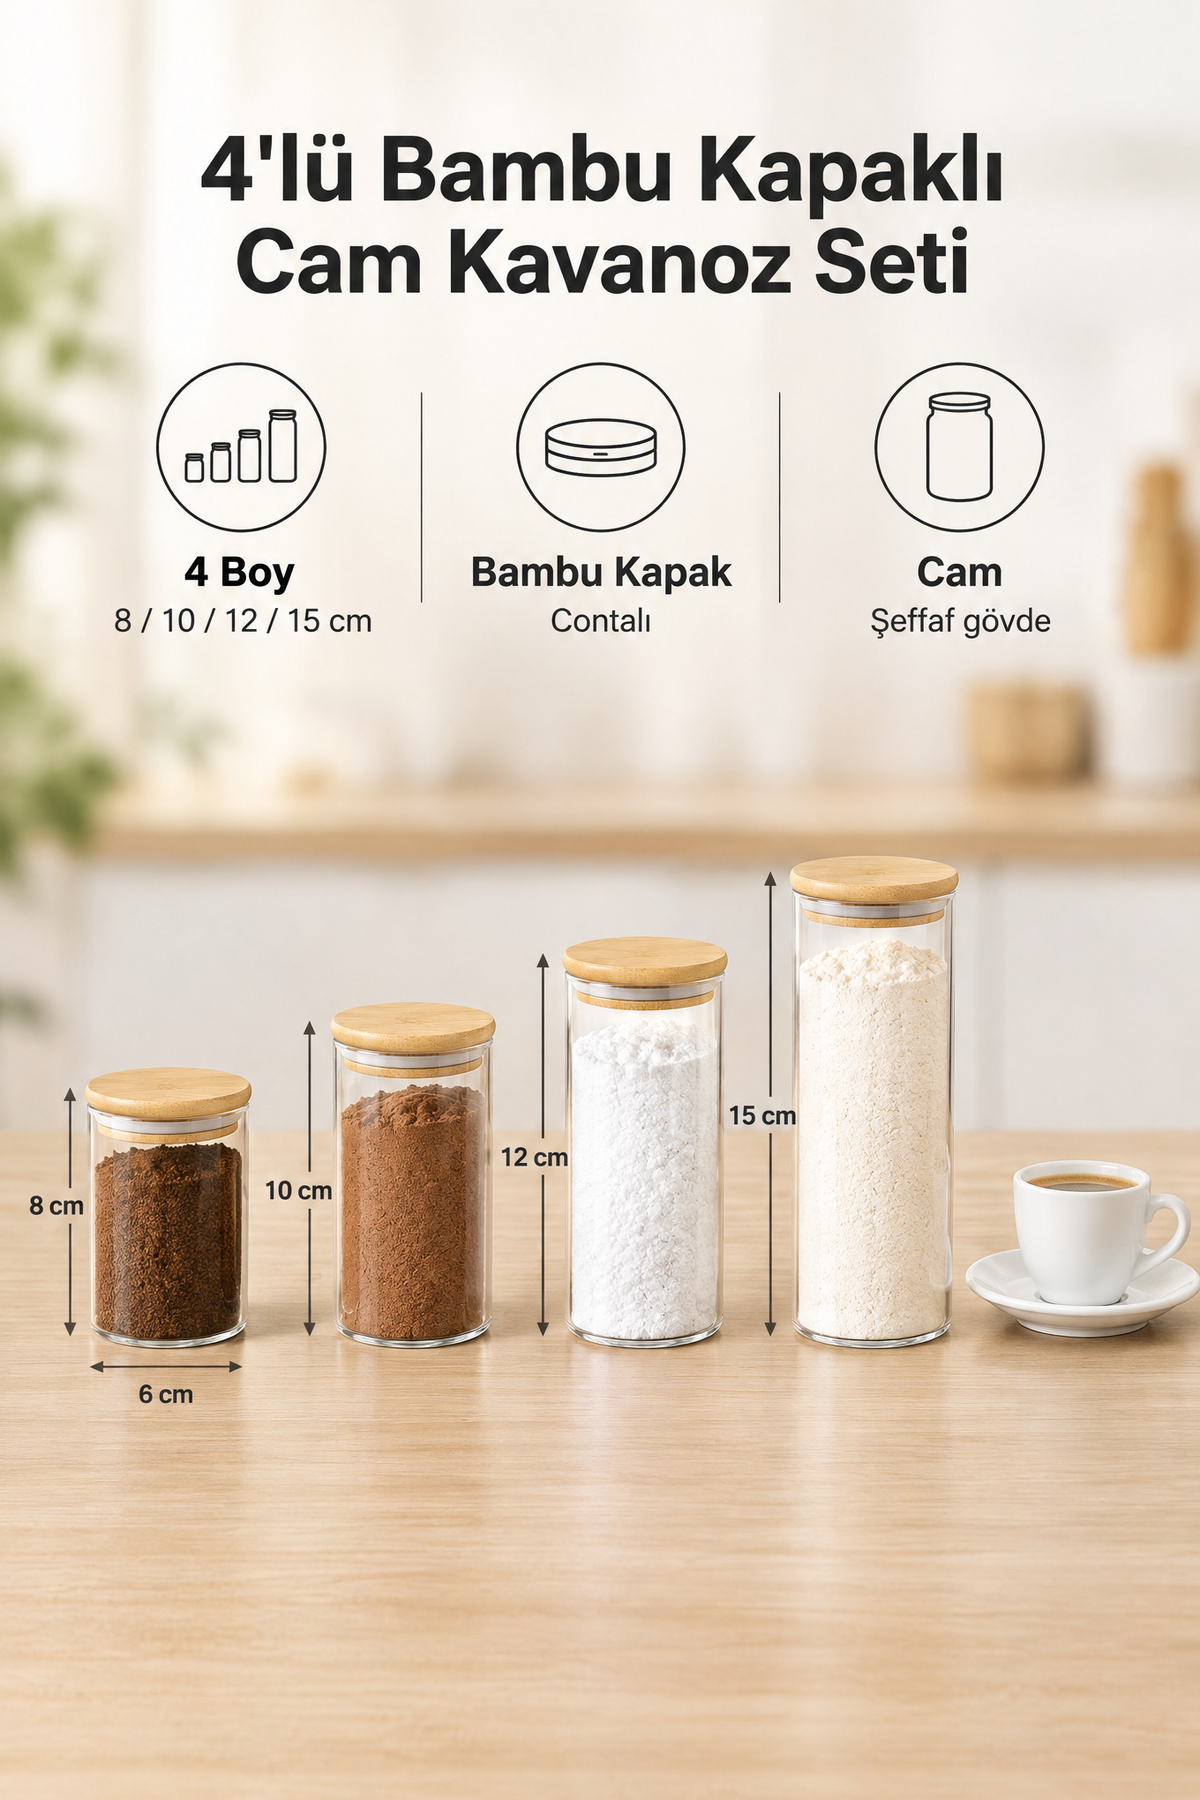 4'lü Bambu Kapaklı
Cam Kavanoz Seti
4 Boy
8 / 10 / 12 / 15 cm
Bambu Kapak
Contalı
Cam
Şeffaf gövde
8 cm
10 cm
12 cm
15 cm
6 cm